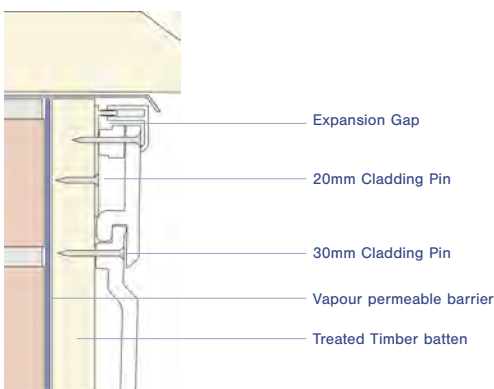 Expansion Gap
20mm Cladding Pin
30mm Cladding Pin
Vapour permeable barrier
Treated Timber batten